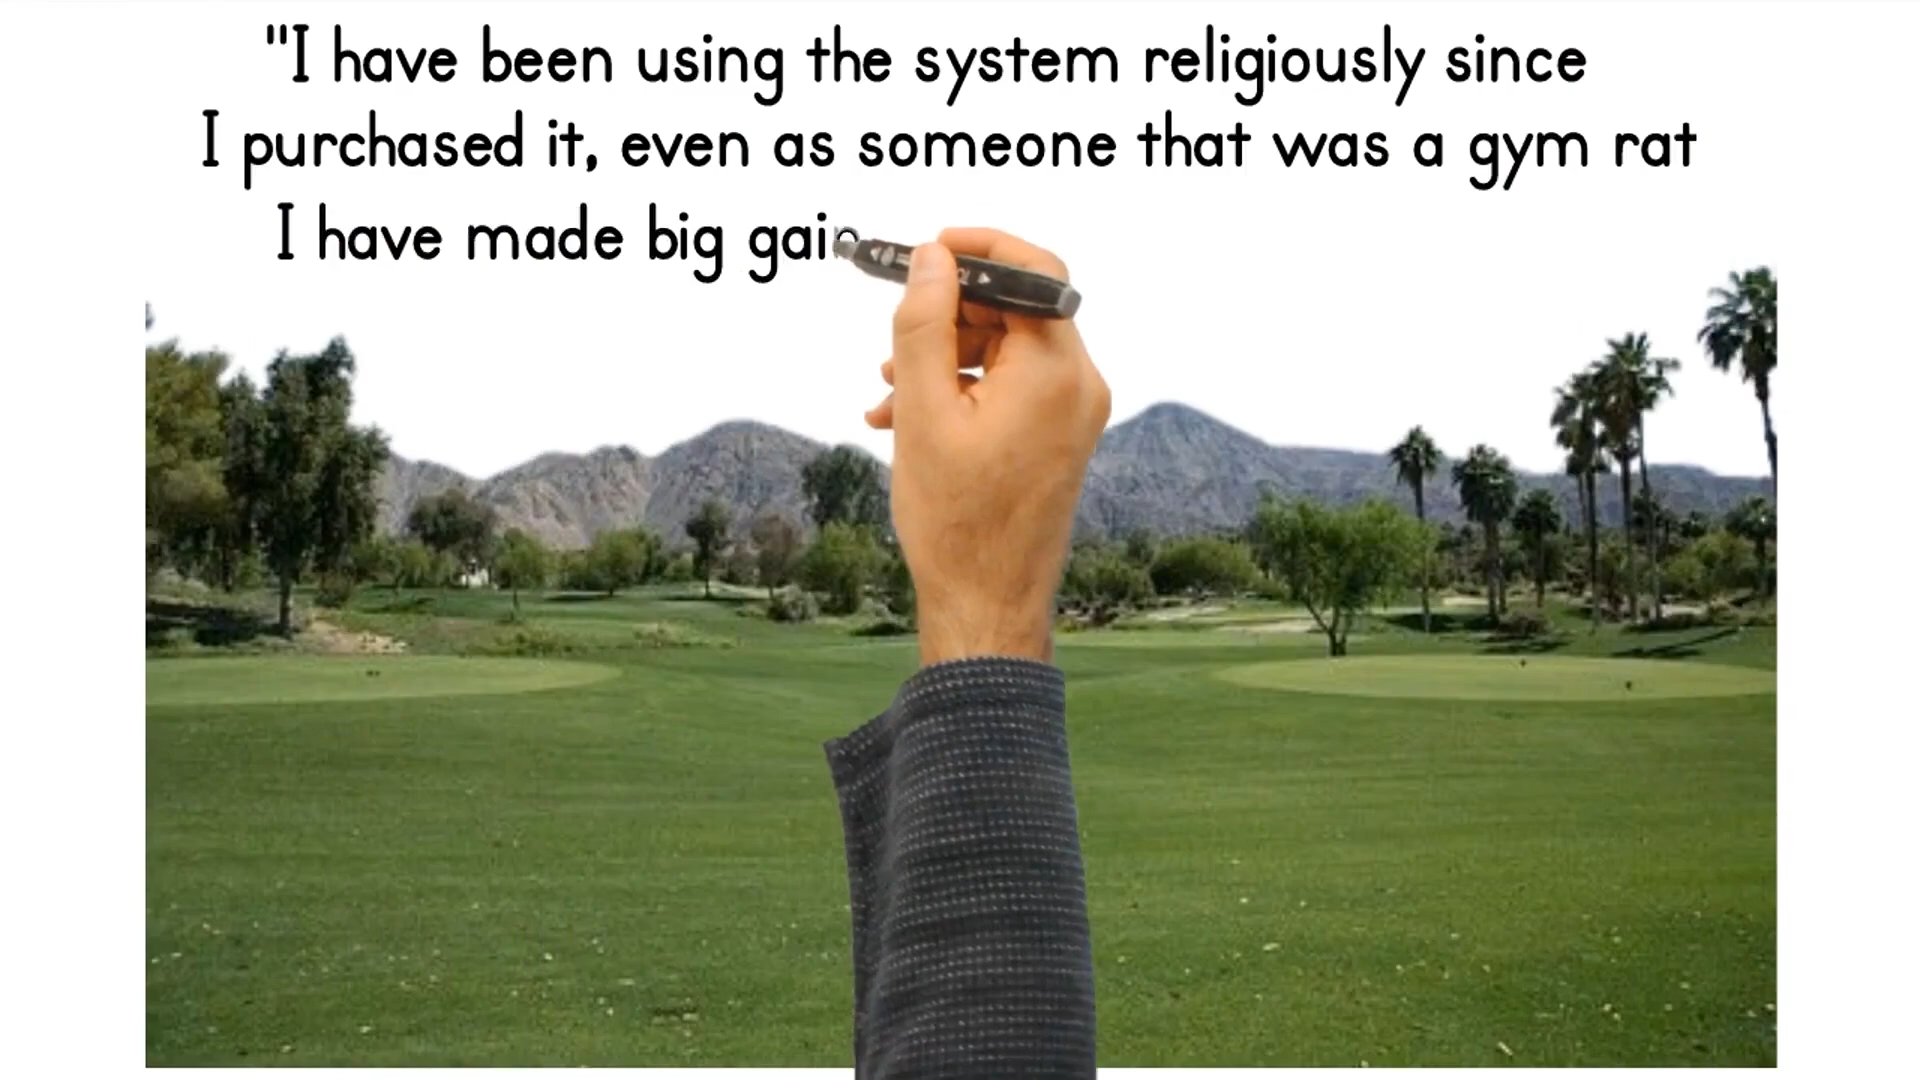 "I have been using the system religiously since
I purchased it, even as someone that was a gym rat
I have made big gain